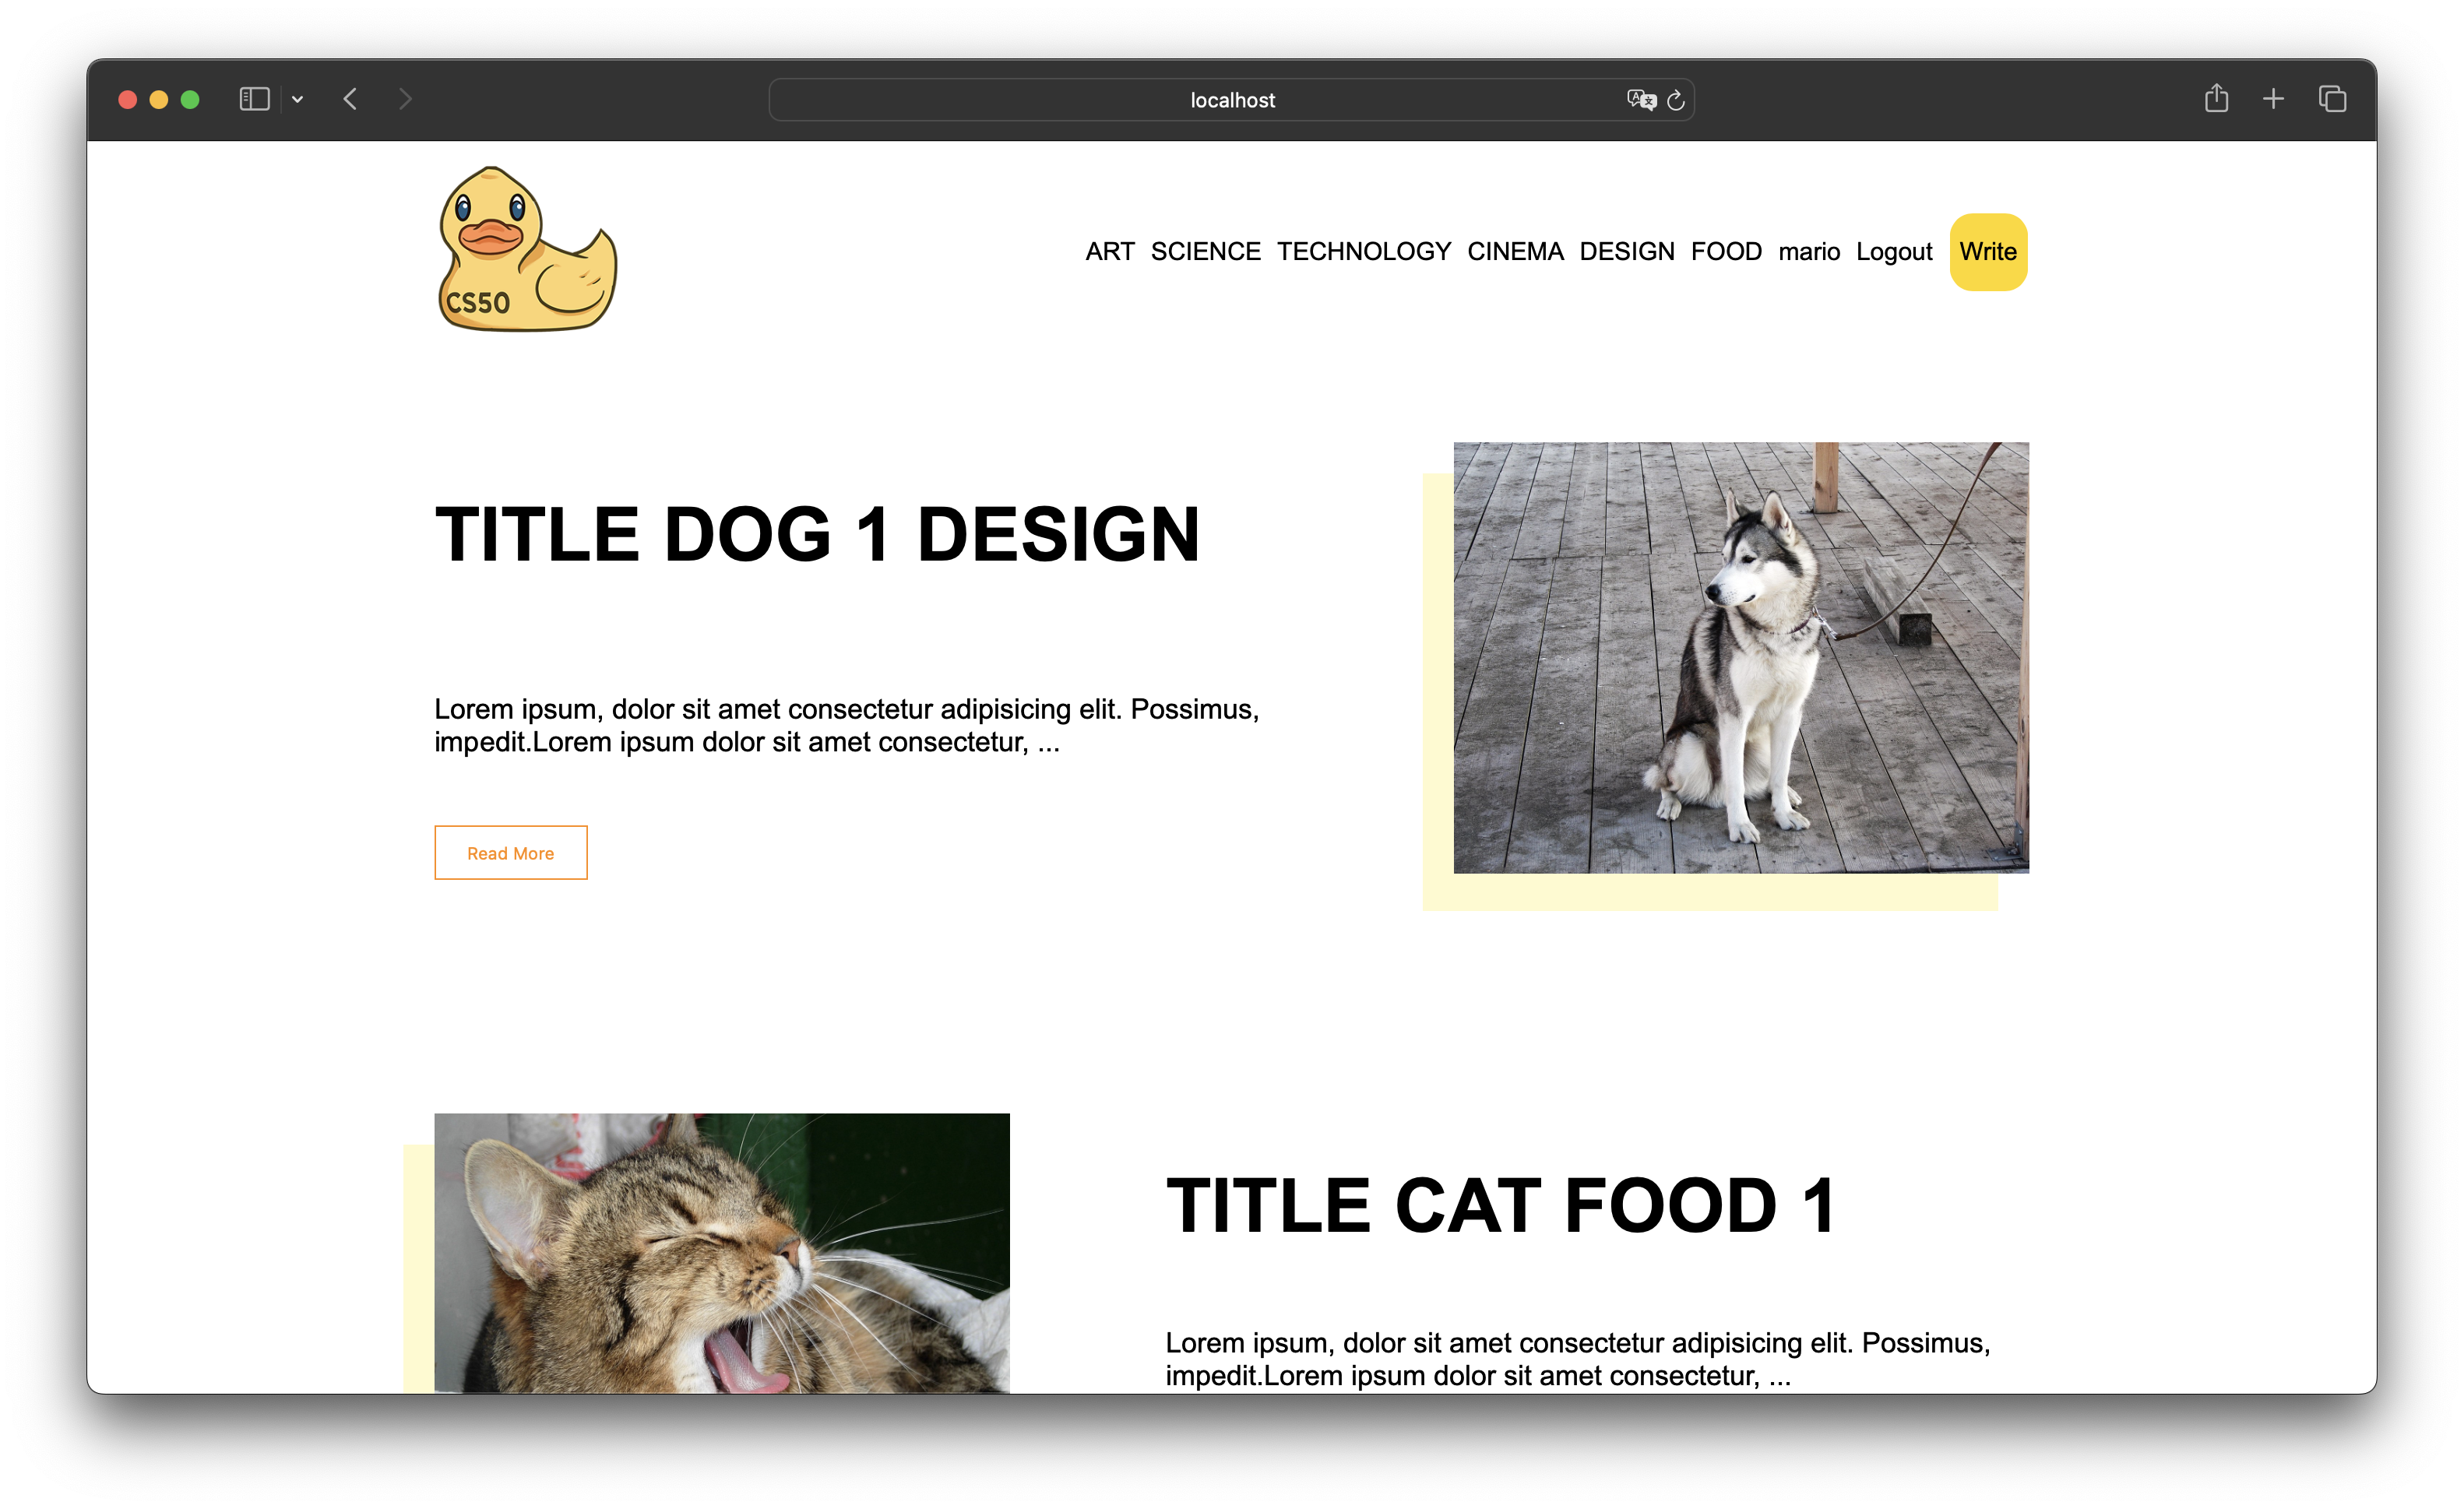 localhost
CS50
ART SCIENCE TECHNOLOGY CINEMA DESIGN FOOD mario Logout Write
TITLE DOG 1 DESIGN
Lorem ipsum, dolor sit amet consectetur adipisicing elit. Possimus,
impedit.Lorem ipsum dolor sit amet consectetur, ...
Read More
TITLE CAT FOOD 1
Lorem ipsum, dolor sit amet consectetur adipisicing elit. Possimus,
impedit.Lorem ipsum dolor sit amet consectetur, ...